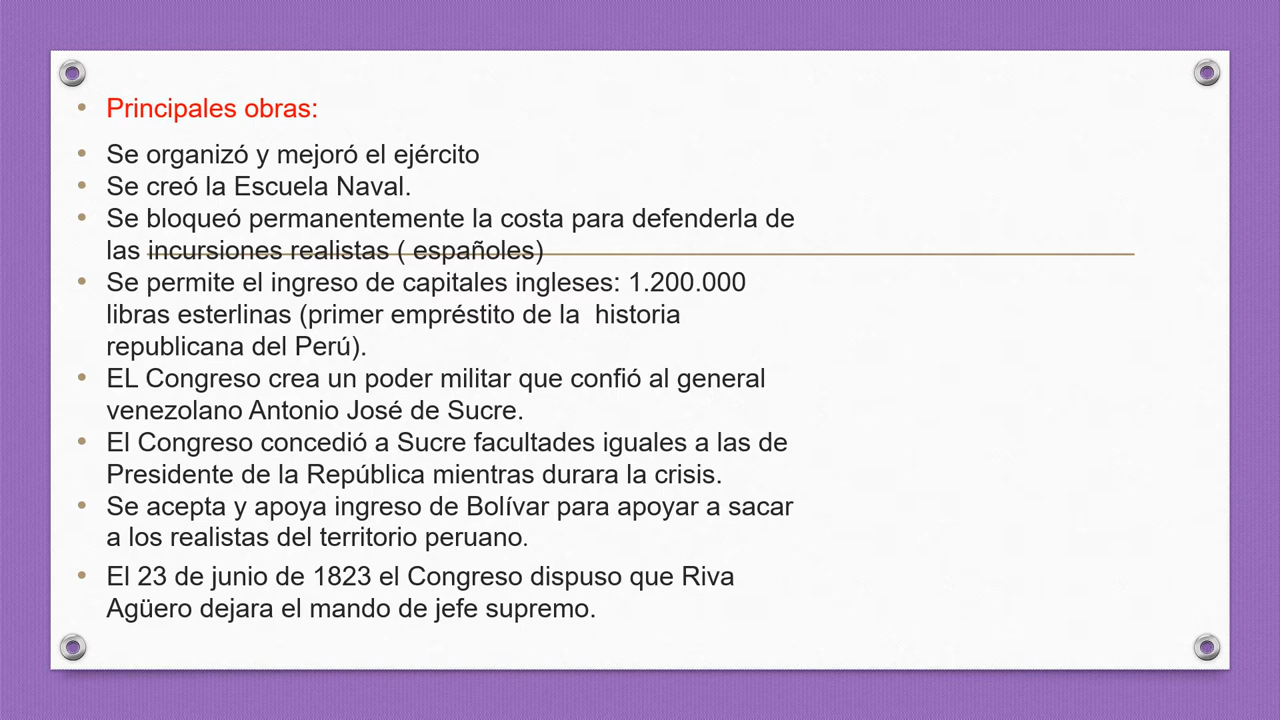 • Principales obras:
• Se organizó y mejoró el ejército
• Se creó la Escuela Naval.
• Se bloqueó permanentemente la costa para defenderla de
las incursiones realistas ( españoles)
• Se permite el ingreso de capitales ingleses: 1.200.000
libras esterlinas (primer empréstito de la  historia
republicana del Perú).
• EL Congreso crea un poder militar que confió al general
venezolano Antonio José de Sucre.
• El Congreso concedió a Sucre facultades iguales a las de
Presidente de la República mientras durara la crisis.
• Se acepta y apoya ingreso de Bolívar para apoyar a sacar
a los realistas del territorio peruano.
• El 23 de junio de 1823 el Congreso dispuso que Riva
Agüero dejara el mando de jefe supremo.